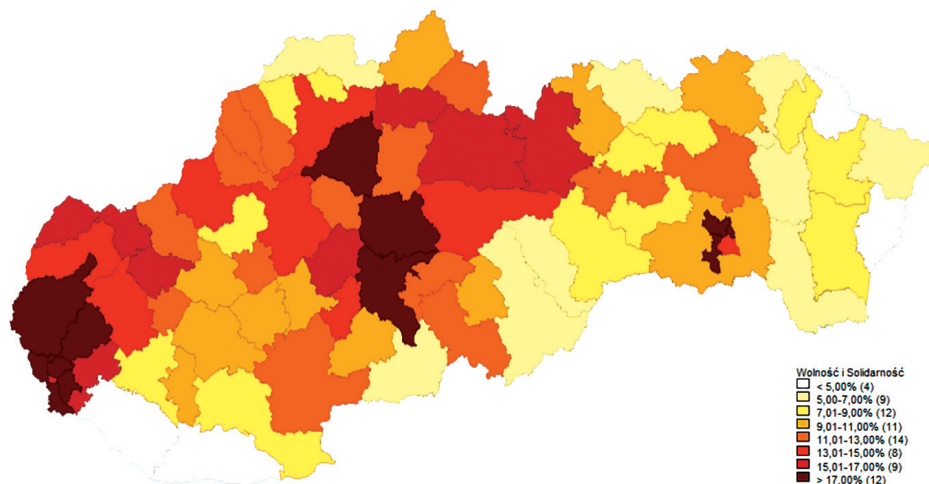 Wolność i Solidarność
< 5,00% (4)
5,00-7,00% (9)
7,01-9,00% (12)
9,01-11,00% (11)
11,01-13,00% (14)
13,01-15,00% (8)
15,01-17,00% (9)
> 17,00% (12)